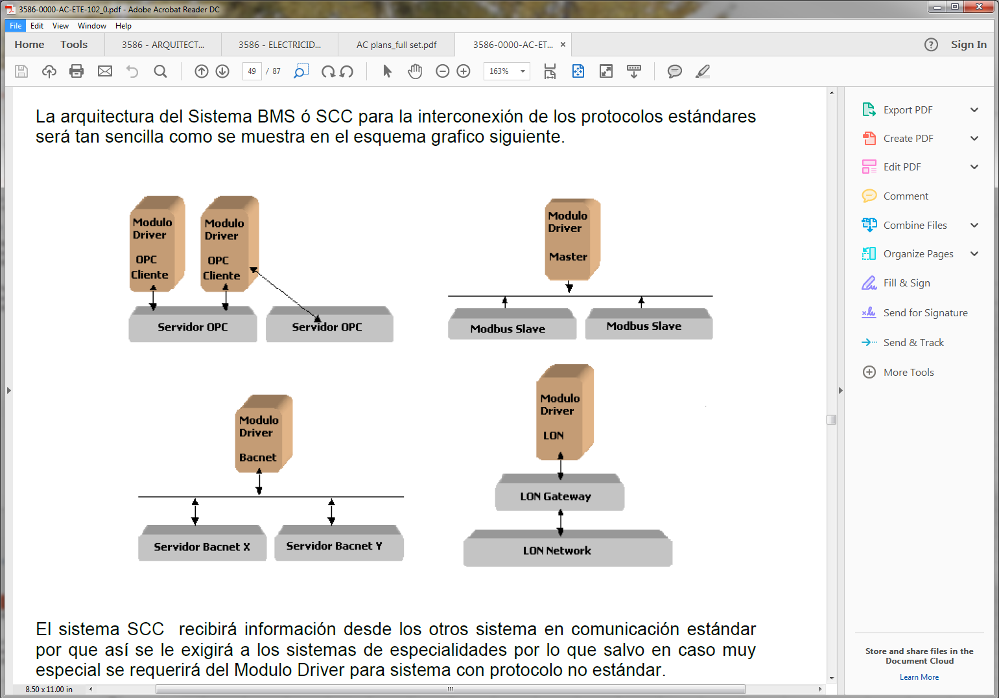 3586-0000-AC-ETE-102_0.pdf - Adobe Acrobat Reader DC
File Edit View Window Help
Home Tools 3586 - ARQUITECT... 3586 - ELECTRICID... AC plans_full set.pdf 3586-0000-AC-ET... × Sign In
49 / 87 163%
La arquitectura del Sistema BMS ó SCC para la interconexión de los protocolos estándares
será tan sencilla como se muestra en el esquema grafico siguiente.
Modulo
Driver
OPC
Cliente
Modulo
Driver
OPC
Cliente
Servidor OPC
Servidor OPC
Modulo
Driver
Master
Modbus Slave
Modbus Slave
Modulo
Driver
Bacnet
Servidor Bacnet X
Servidor Bacnet Y
Modulo
Driver
LON
LON Gateway
LON Network
El sistema SCC recibirá información desde los otros sistema en comunicación estándar
por que así se le exigirá a los sistemas de especialidades por lo que salvo en caso muy
especial se requerirá del Modulo Driver para sistema con protocolo no estándar.
8.50 x 11.00 in
Export PDF
Create PDF
Edit PDF
Comment
Combine Files
Organize Pages
Fill & Sign
Send for Signature
Send & Track
More Tools
Store and share files in the
Document Cloud
Learn More